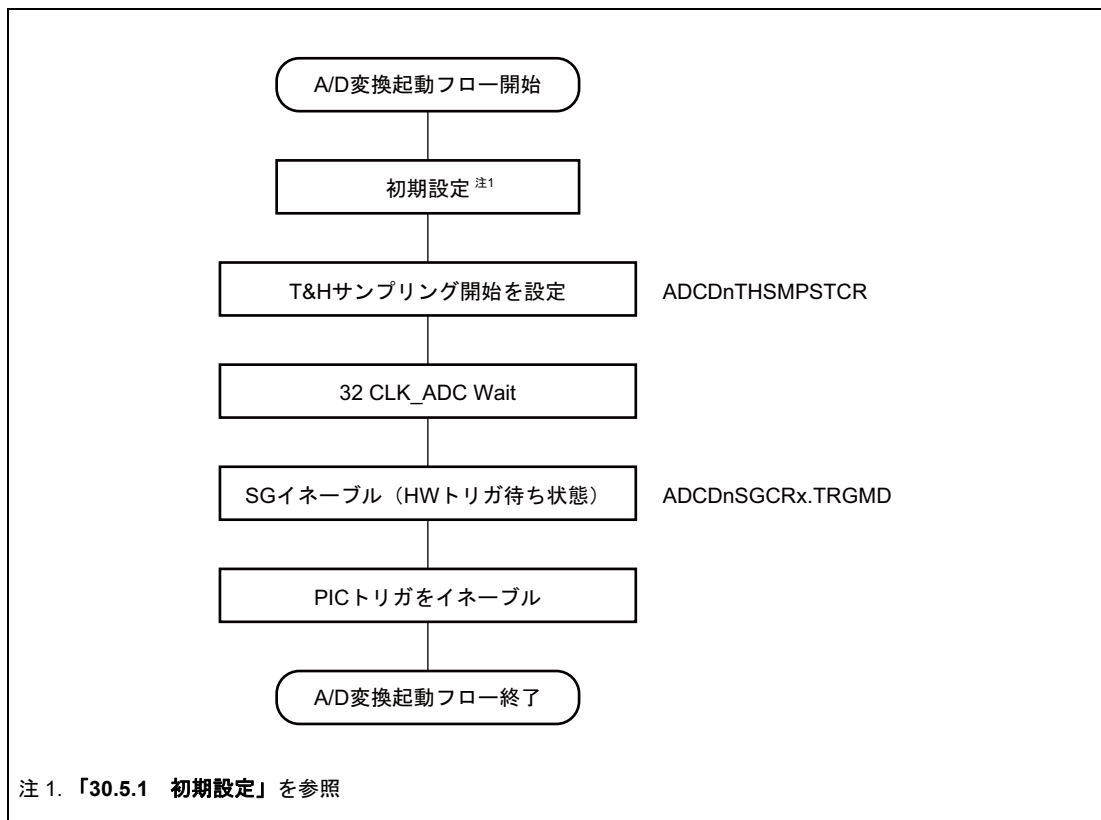 A/D変換起動フロー開始
初期設定 注1
T&Hサンプリング開始を設定 ADCDnTHSMPSTCR
32 CLK_ADC Wait
SGイネーブル（HWトリガ待ち状態） ADCDnSGCRx.TRGMD
PICトリガをイネーブル
A/D変換起動フロー終了
注 1. 「30.5.1　初期設定」を参照